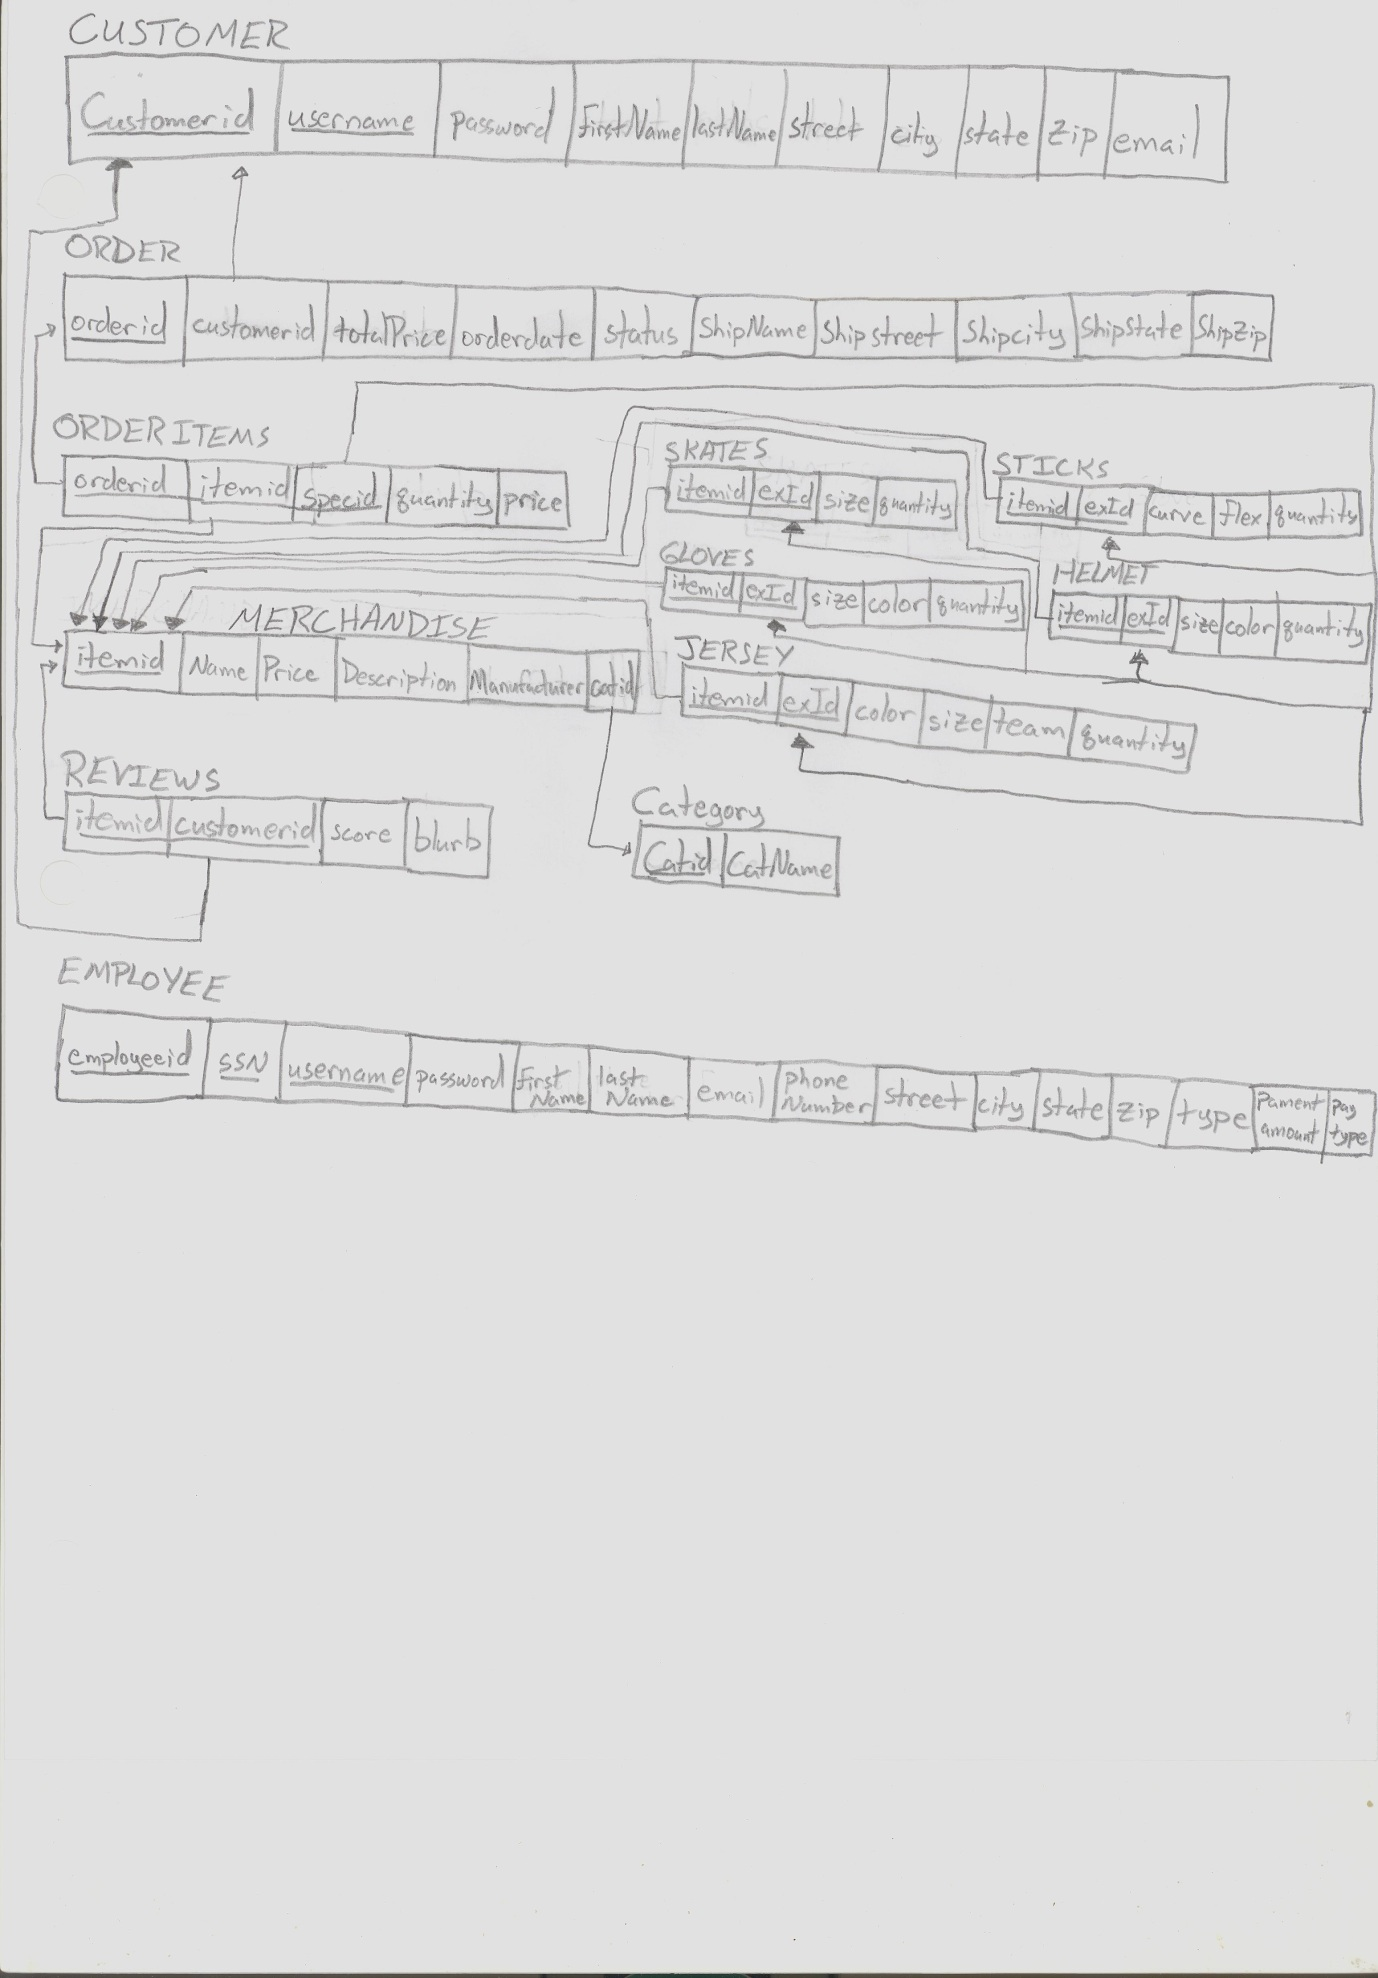 CUSTOMER
Customerid username password firstName lastName street citiy state zip email
ORDER
orderid customerid totalPrice orderdate status ShipName Shipstreet Shipcity ShipState ShipZip
ORDER ITEMS
orderid itemid specid quantity price
SKATES
itemid exId size quantity
STICKS
itemid exId curve flex quantity
GLOVES
itemid exId size color quantity
HELMET
itemid exId size color quantity
MERCHANDISE
itemid Name Price Description Manufacturer catid
JERSEY
itemid exId color size team quantity
REVIEWS
itemid customerid score blurb
Category
Catid CatName
EMPLOYEE
employeeid SSN username password first Name last Name email phone Number street city state zip type Pament amount pay type